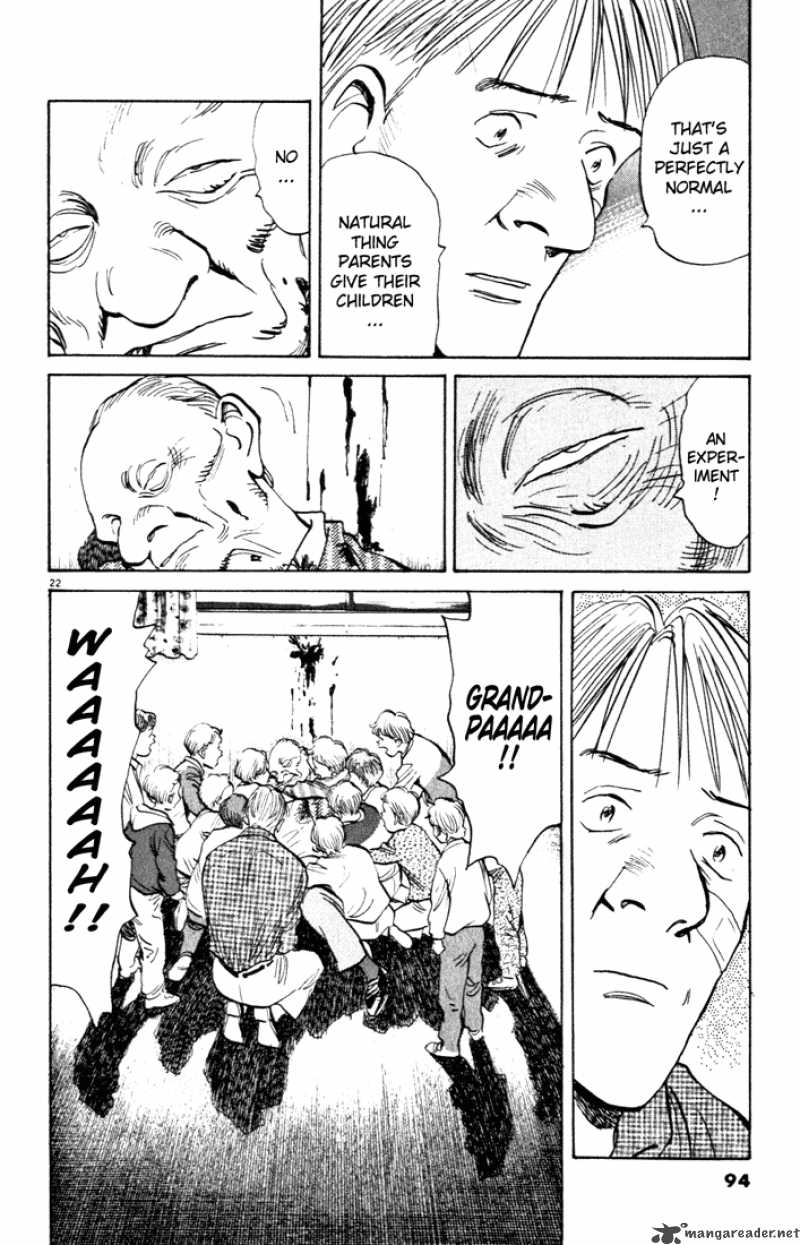 THAT'S
JUST A
PERFECTLY
NORMAL
...
NATURAL
THING
PARENTS
GIVE THEIR
CHILDREN
...
NO
...
AN
EXPER-
IMENT
!
22
GRAND-
PAAAAA
!!
WAAAAAAH!!
94
mangareader.net